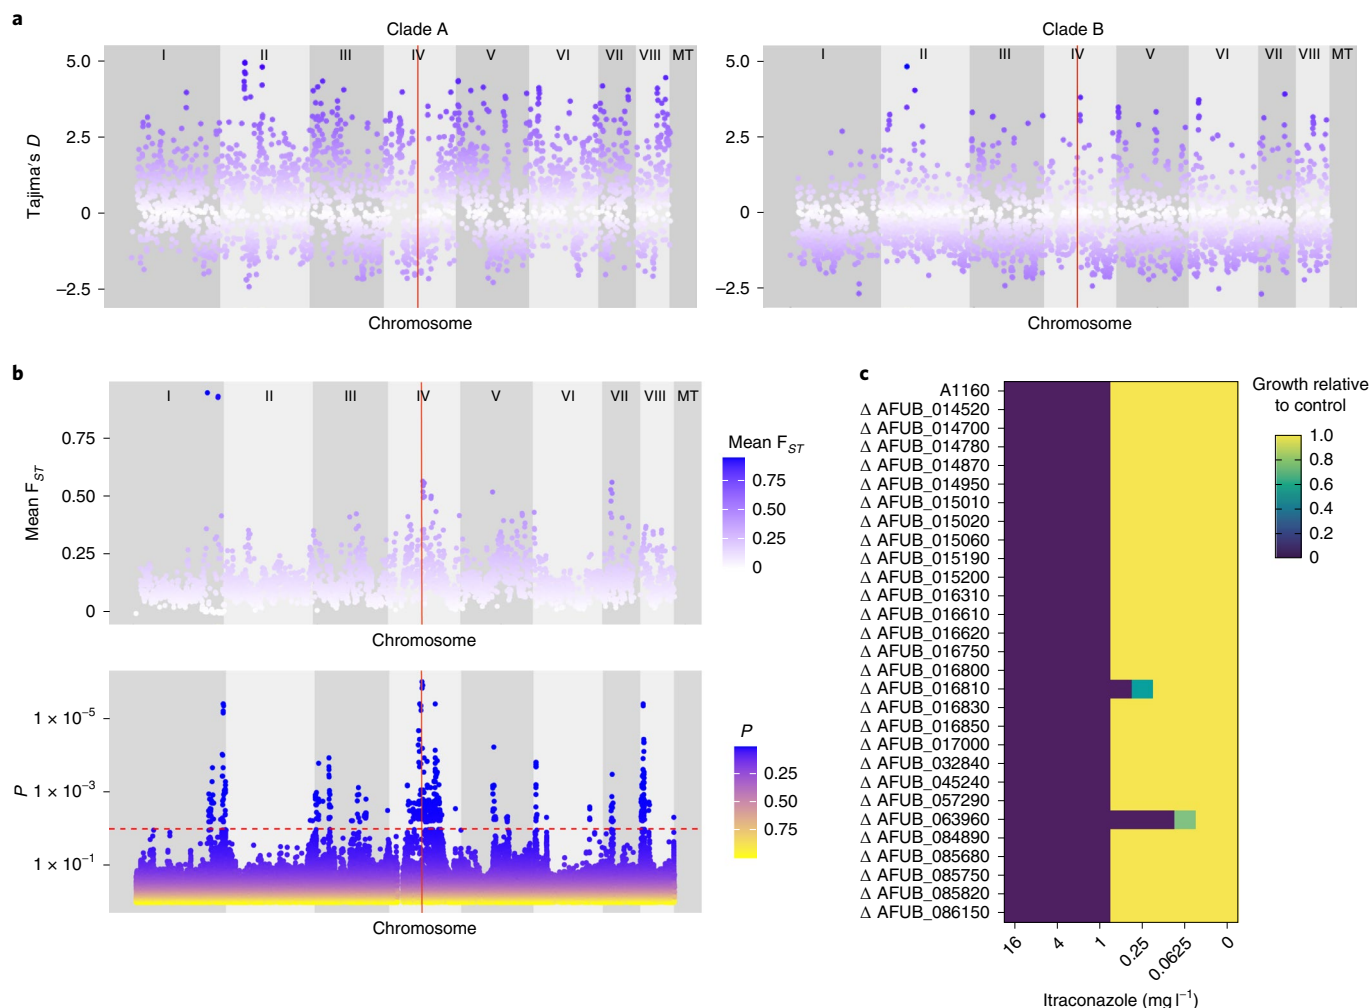 a
Clade A
Clade B
I II III IV V VI VII VIII MT
I II III IV V VI VII VIII MT
5.0
2.5
0
–2.5
Tajima's D
5.0
2.5
0
–2.5
Chromosome
Chromosome
b
I II III IV V VI VII VIII MT
0.75
0.50
0.25
0
Mean FST
Chromosome
Mean FST
0.75
0.50
0.25
0
1 × 10–5
1 × 10–3
1 × 10–1
P
Chromosome
P
0.25
0.50
0.75
c
A1160
Δ AFUB_014520
Δ AFUB_014700
Δ AFUB_014780
Δ AFUB_014870
Δ AFUB_014950
Δ AFUB_015010
Δ AFUB_015020
Δ AFUB_015060
Δ AFUB_015190
Δ AFUB_015200
Δ AFUB_016310
Δ AFUB_016610
Δ AFUB_016620
Δ AFUB_016750
Δ AFUB_016800
Δ AFUB_016810
Δ AFUB_016830
Δ AFUB_016850
Δ AFUB_017000
Δ AFUB_032840
Δ AFUB_045240
Δ AFUB_057290
Δ AFUB_063960
Δ AFUB_084890
Δ AFUB_085680
Δ AFUB_085750
Δ AFUB_085820
Δ AFUB_086150
16 4 1 0.25 0.0625 0
Itraconazole (mg l–1)
Growth relative
to control
1.0
0.8
0.6
0.4
0.2
0